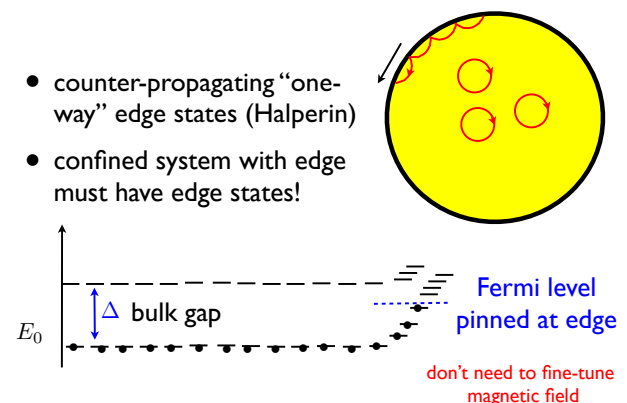 • counter-propagating “one-
way” edge states (Halperin)
• confined system with edge
must have edge states!
Δ bulk gap
E₀
Fermi level
pinned at edge
don't need to fine-tune
magnetic field